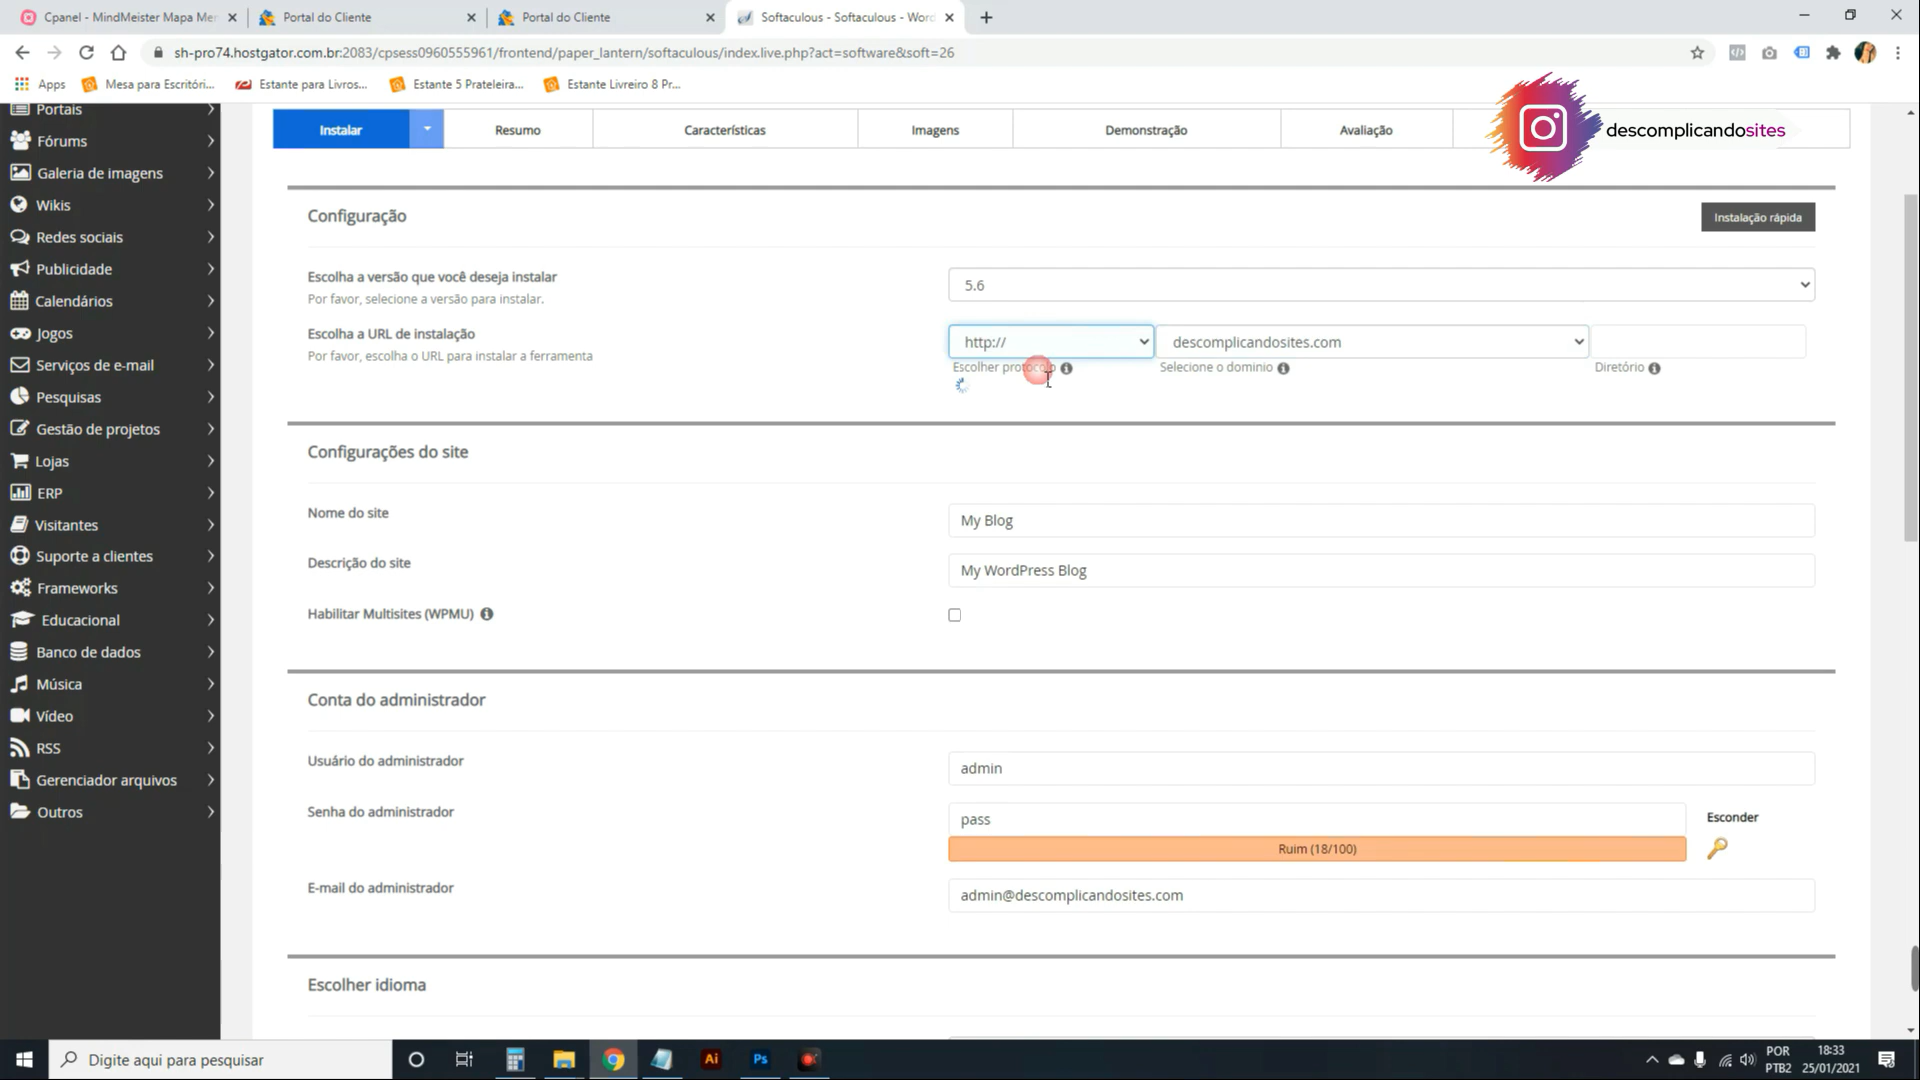 Cpanel - MindMeister Mapa Me
Portal do Cliente
Portal do Cliente
Softaculous - Softaculous - Wor
sh-pro74.hostgator.com.br:2083/cpsess0960555961/frontend/paper_lantern/softaculous/index.live.php?act=software&soft=26
Apps
Mesa para Escritóri...
Estante para Livros...
Estante 5 Prateleira...
Estante Livreiro 8 Pr...
descomplicandosites
Instalar
Resumo
Características
Imagens
Demonstração
Avaliação
Portais
Fórums
Galeria de imagens
Wikis
Redes sociais
Publicidade
Calendários
Jogos
Serviços de e-mail
Pesquisas
Gestão de projetos
Lojas
ERP
Visitantes
Suporte a clientes
Frameworks
Educacional
Banco de dados
Música
Vídeo
RSS
Gerenciador arquivos
Outros
Configuração
Instalação rápida
Escolha a versão que você deseja instalar
Por favor, selecione a versão para instalar.
5.6
Escolha a URL de instalação
Por favor, escolha o URL para instalar a ferramenta
http://
descomplicandosites.com
Escolher protocolo
Selecione o dominio
Diretório
Configurações do site
Nome do site
My Blog
Descrição do site
My WordPress Blog
Habilitar Multisites (WPMU)
Conta do administrador
Usuário do administrador
admin
Senha do administrador
pass
Esconder
Ruim (18/100)
E-mail do administrador
admin@descomplicandosites.com
Escolher idioma
Digite aqui para pesquisar
Ai
Ps
POR
PTB2
18:33
25/01/2021